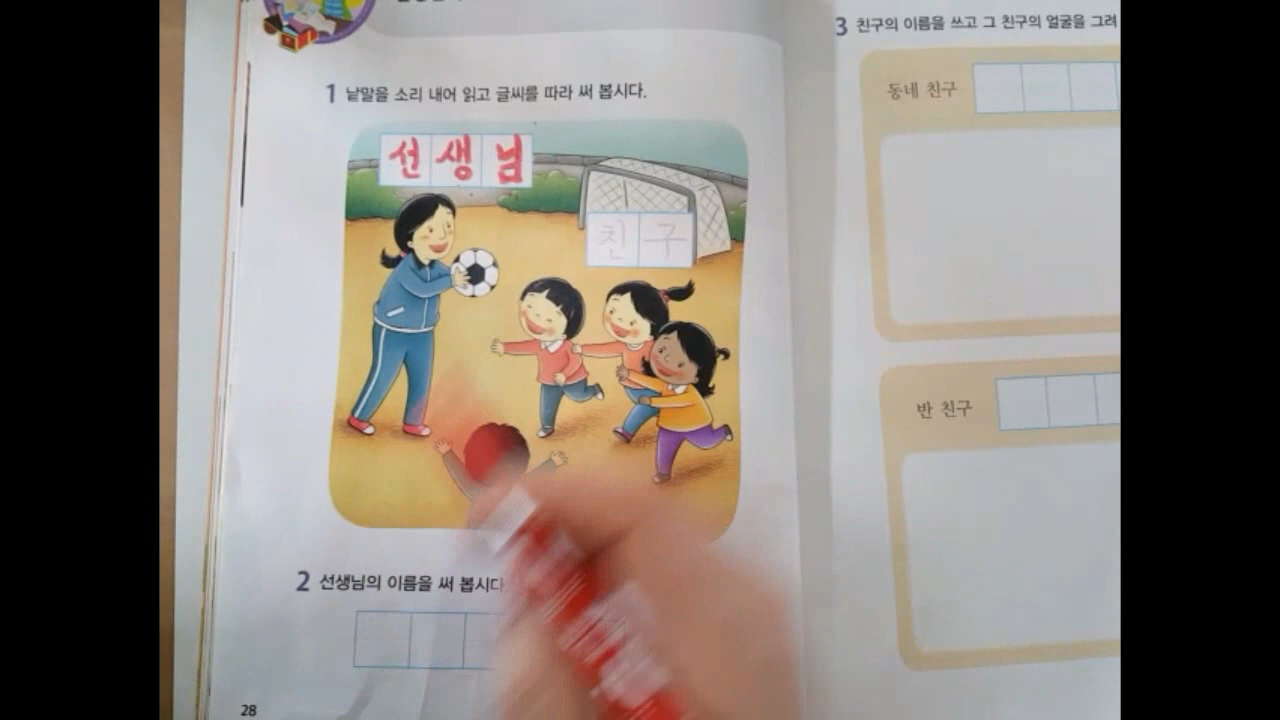 1 낱말을 소리 내어 읽고 글씨를 따라 써 봅시다.
선생님
친구
2 선생님의 이름을 써 봅시다
28
3 친구의 이름을 쓰고 그 친구의 얼굴을 그려
동네 친구
반 친구